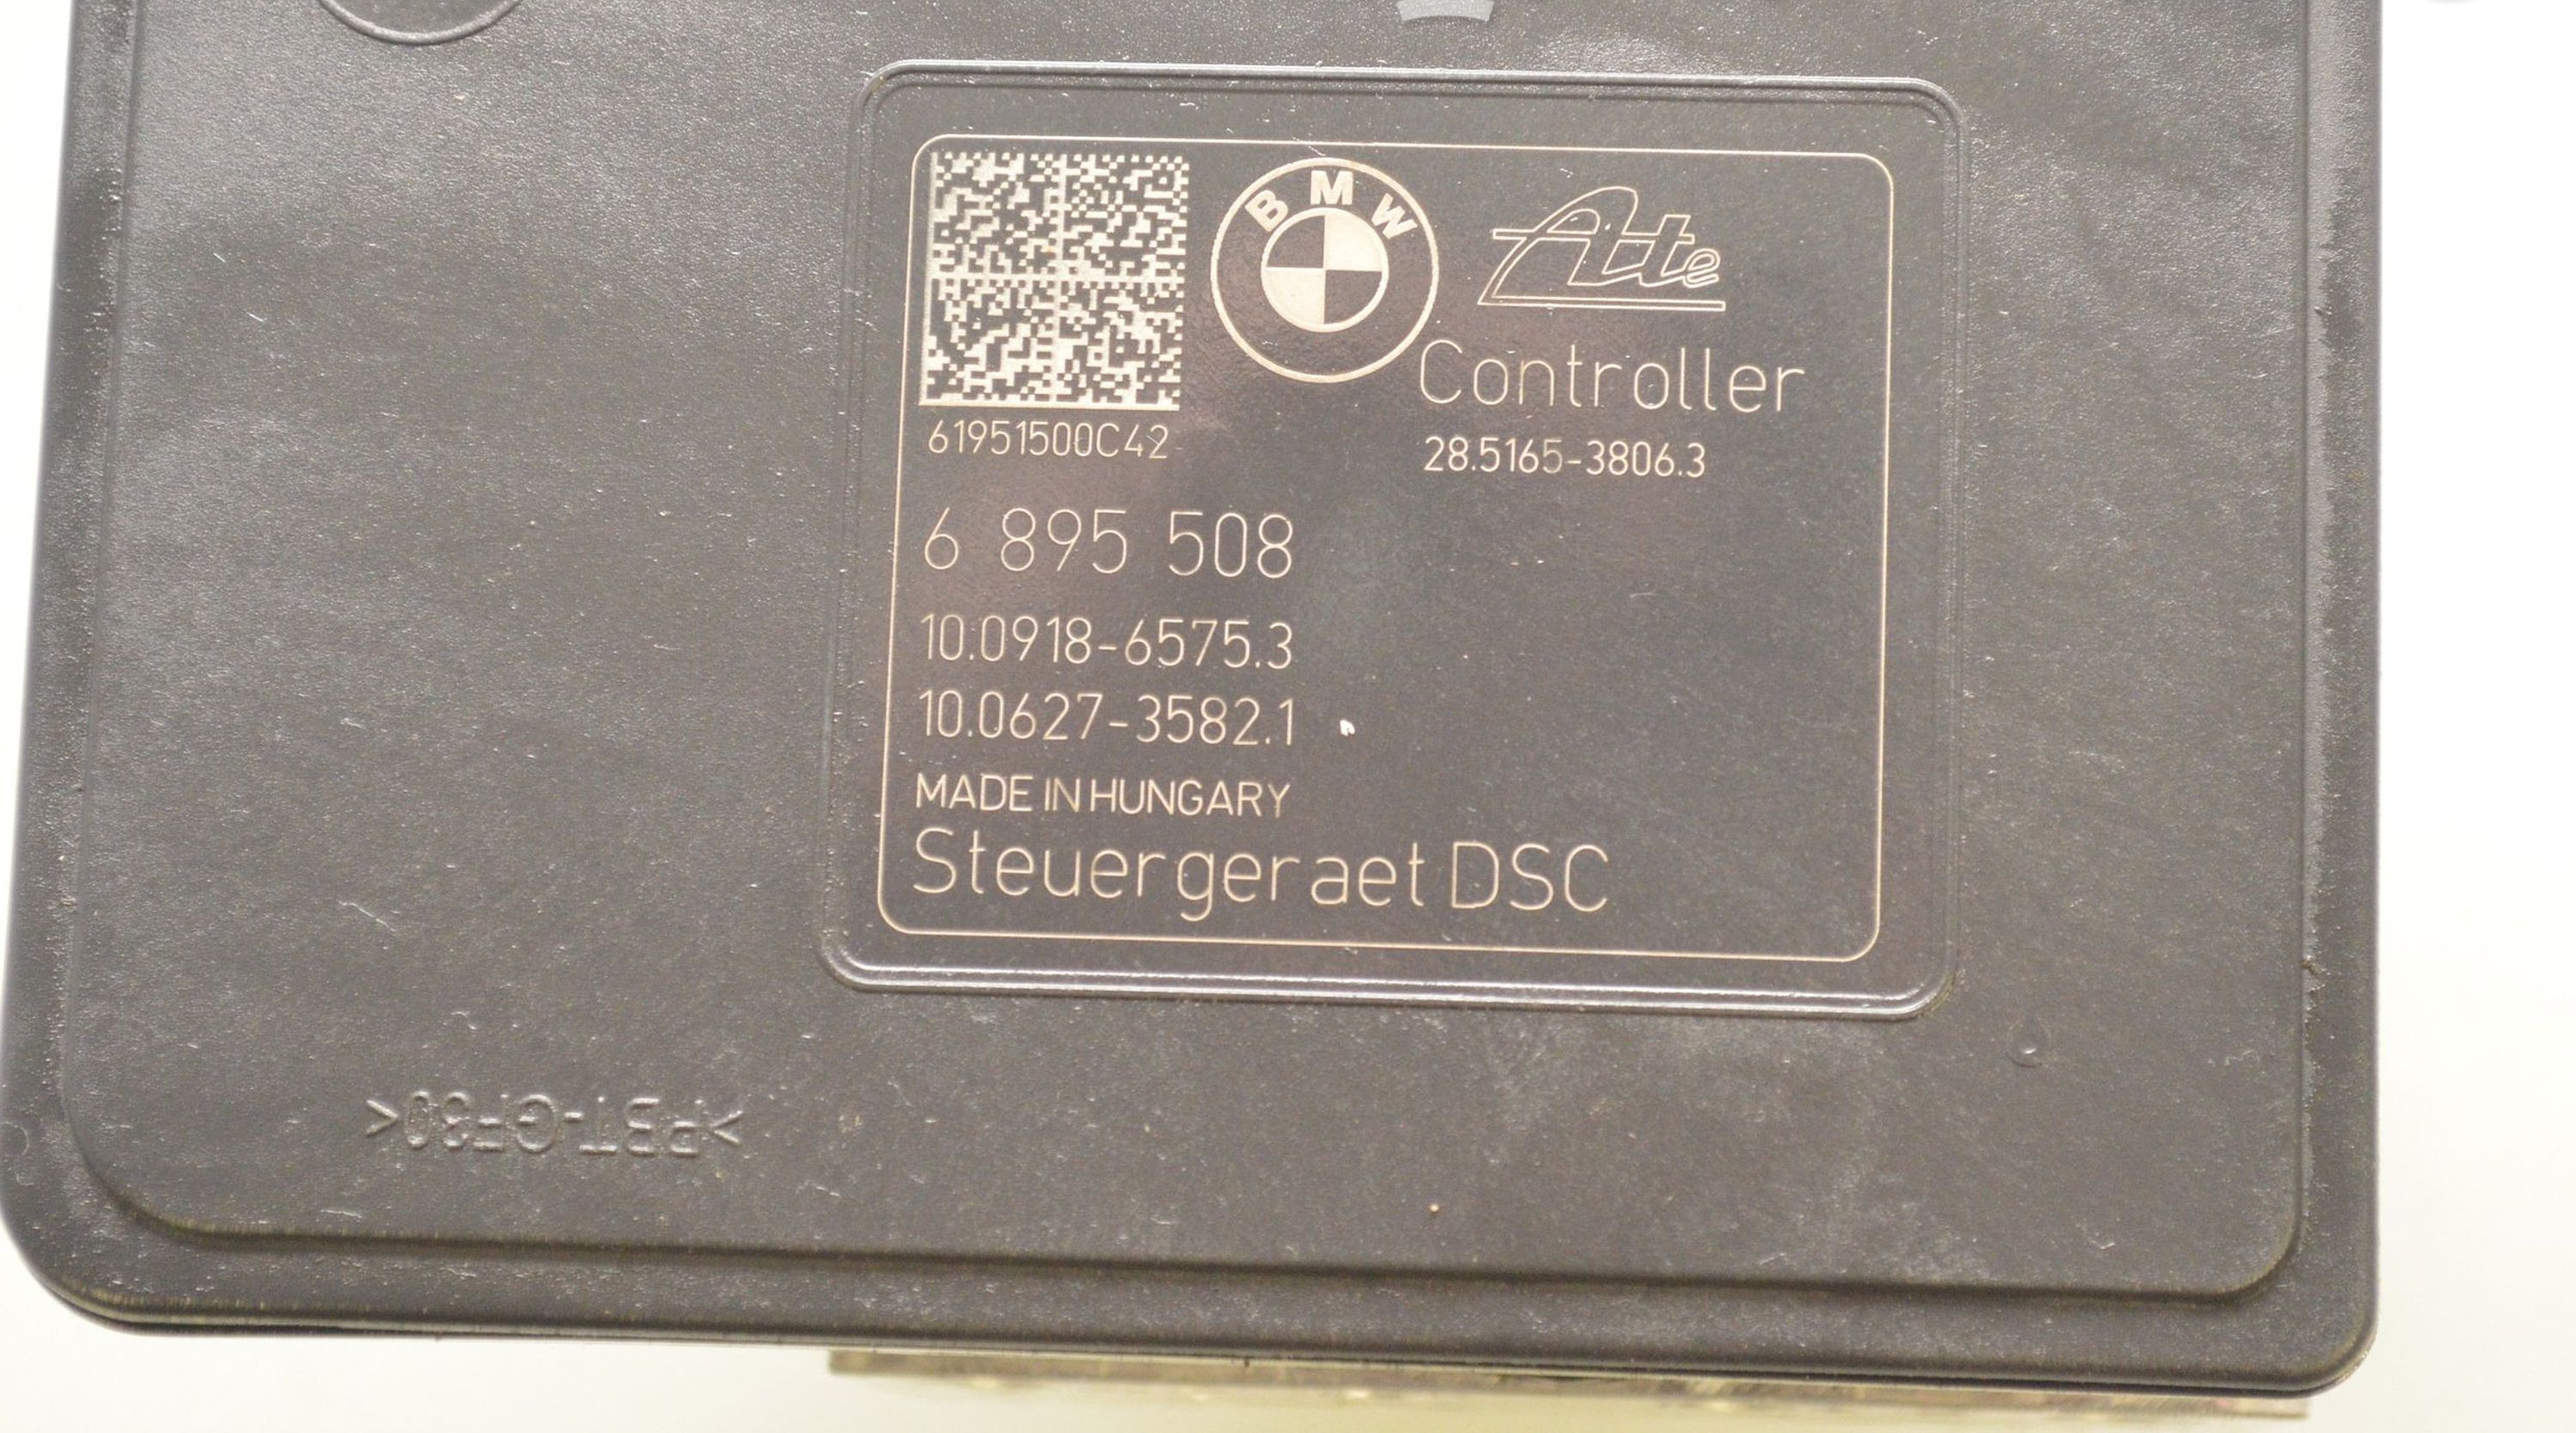 BMW
Ate
Controller
61951500C42
28.5165-3806.3
6 895 508
10.0918-6575.3
10.0627-3582.1
MADE IN HUNGARY
Steuergeraet DSC
>PBT-GF30<